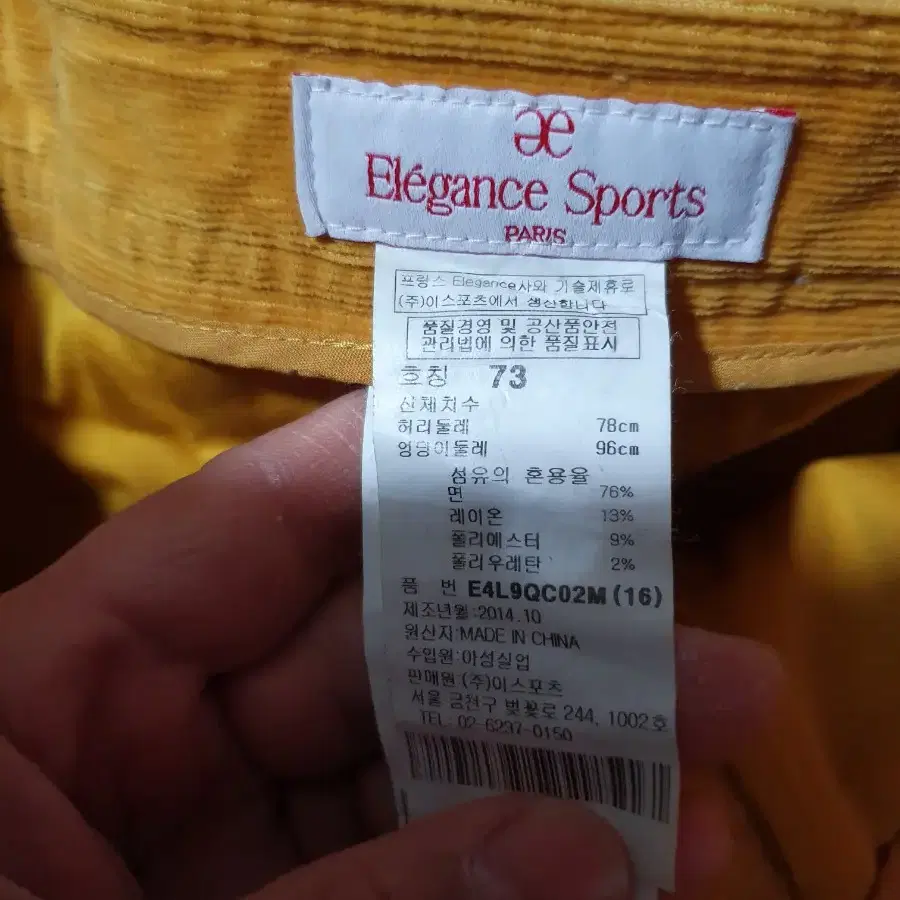 æ
Elégance Sports
PARIS
프랑스 Elegance사와 기술제휴로
(주)이스포츠에서 생산합니다
품질경영 및 공산품안전
관리법에 의한 품질표시
호칭 73
신체치수
허리둘레 78cm
엉덩이둘레 96cm
섬유의 혼용율
면 76%
레이온 13%
폴리에스터 9%
폴리우레탄 2%
품 번 E4L9QC02M (16)
제조년월:2014.10
원산지:MADE IN CHINA
수입원:아성실업
판매원:(주)이스포츠
서울 금천구 벚꽃로 244, 1002호
TEL. 02-6297-0150